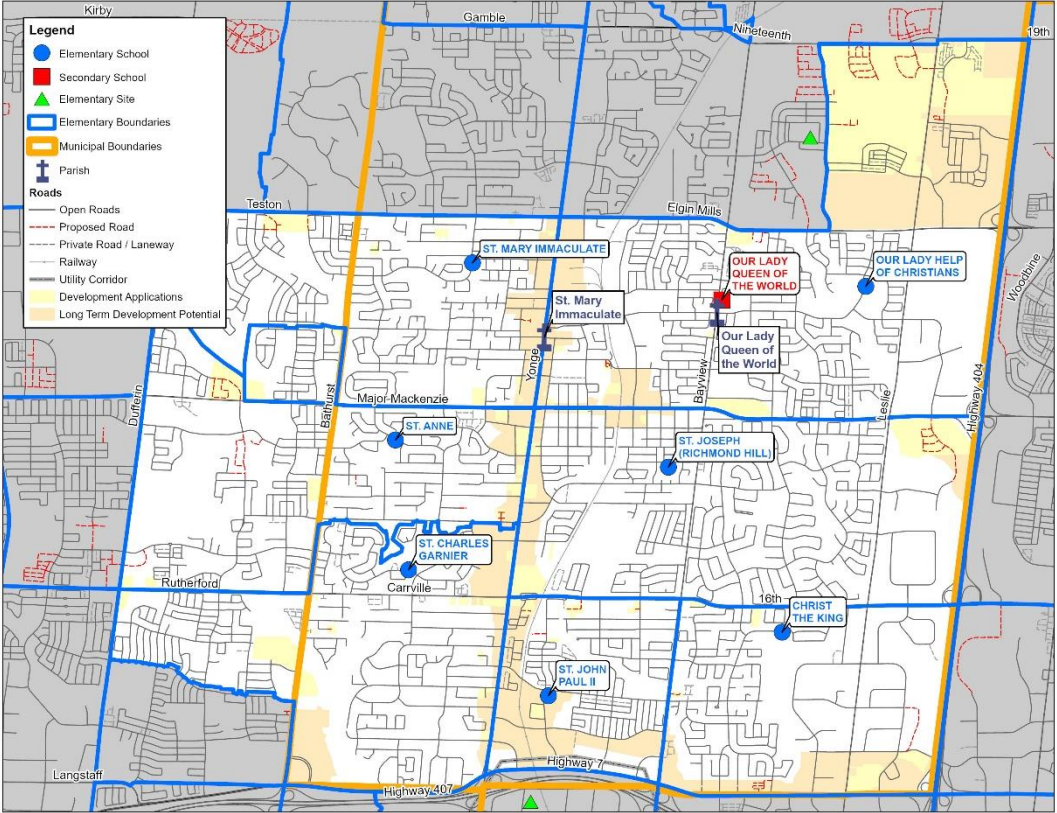 Kirby
Gamble
Nineteenth
19th
Legend
Elementary School
Secondary School
Elementary Site
Elementary Boundaries
Municipal Boundaries
Parish
Roads
Open Roads
Proposed Road
Private Road / Laneway
Railway
Utility Corridor
Development Applications
Long Term Development Potential
Teston
Elgin Mills
ST. MARY IMMACULATE
OUR LADY
QUEEN OF
THE WORLD
OUR LADY HELP
OF CHRISTIANS
Woodbine
St. Mary
Immaculate
Our Lady
Queen of
the World
Yonge
Bayview
Leslie
Highway 404
Dufferin
Bathurst
Major Mackenzie
ST. ANNE
ST. JOSEPH
(RICHMOND HILL)
ST. CHARLES
GARNIER
Rutherford
Carrville
16th
CHRIST
THE KING
ST. JOHN
PAUL II
Langstaff
Highway 7
Highway 407